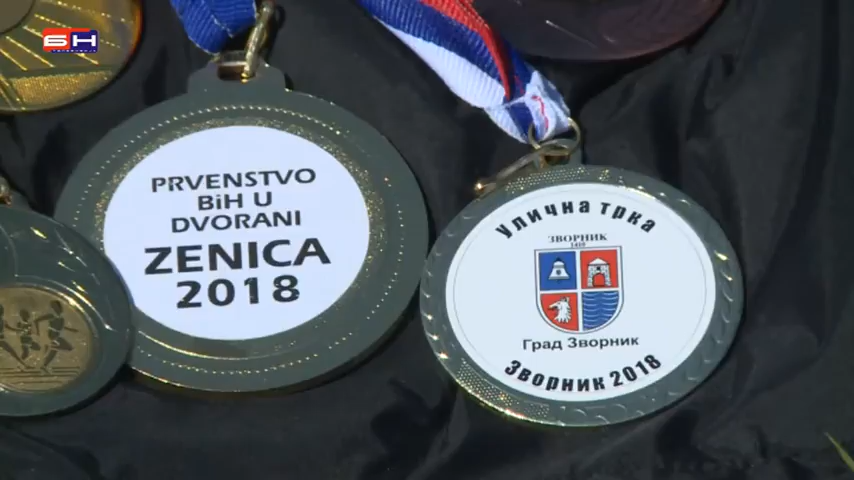 БН
PRVENSTVO
BiH U
DVORANI
ZENICA
2018
Улична Трка
ЗВОРНИК
1410
Град Зворник
Зворник 2018